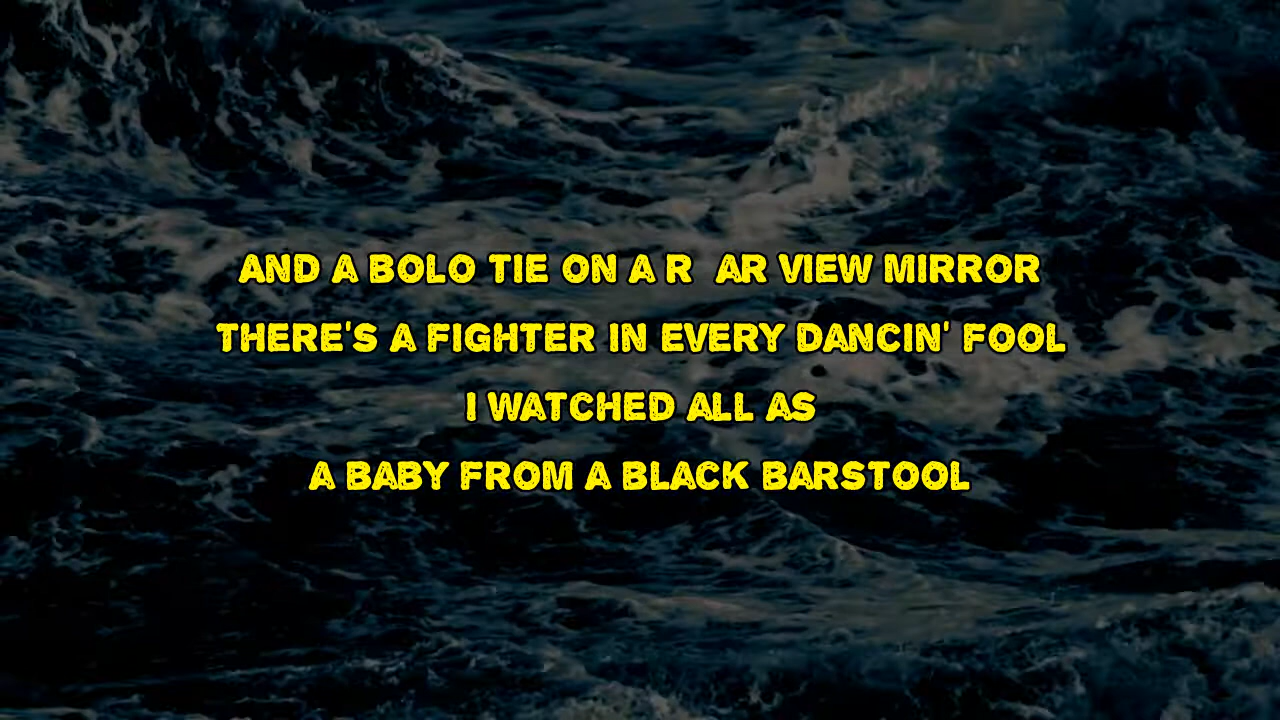 AND A BOLO TIE ON A R  AR VIEW MIRROR
THERE'S A FIGHTER IN EVERY DANCIN' FOOL
I WATCHED ALL AS
A BABY FROM A BLACK BARSTOOL